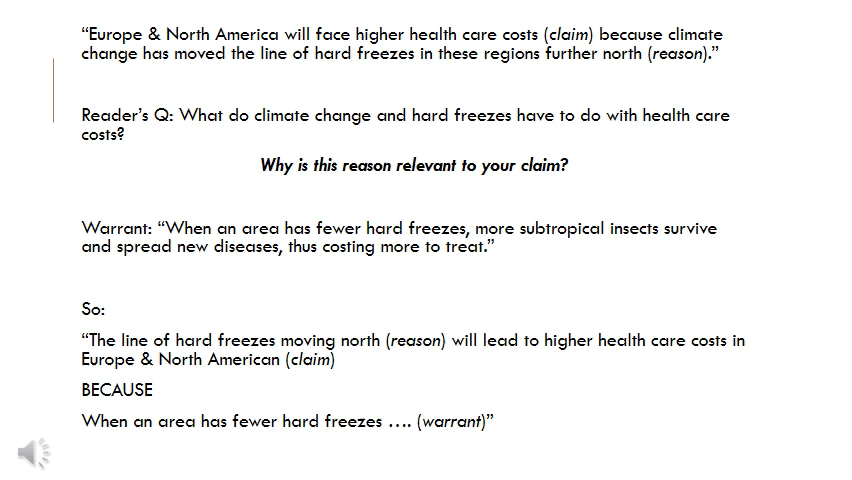 “Europe & North America will face higher health care costs (claim) because climate
change has moved the line of hard freezes in these regions further north (reason).”
Reader’s Q: What do climate change and hard freezes have to do with health care
costs?
Why is this reason relevant to your claim?
Warrant: “When an area has fewer hard freezes, more subtropical insects survive
and spread new diseases, thus costing more to treat.”
So:
“The line of hard freezes moving north (reason) will lead to higher health care costs in
Europe & North American (claim)
BECAUSE
When an area has fewer hard freezes …. (warrant)”